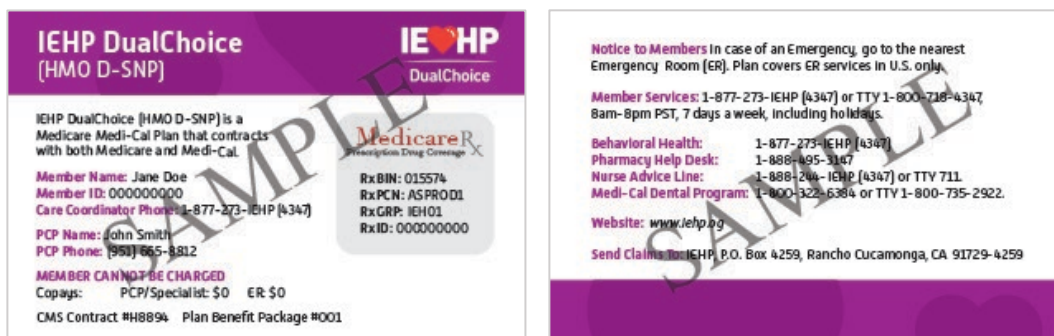 IEHP DualChoice
(HMO D-SNP)
IEHP
DualChoice
IEHP DualChoice (HMO D-SNP) is a
Medicare Medi-Cal Plan that contracts
with both Medicare and Medi-Cal.
Member Name: Jane Doe
Member ID: 000000000
Care Coordinator Phone: 1-877-273-IEHP (4347)
PCP Name: John Smith
PCP Phone: (951) 665-8812
MEMBER CANNOT BE CHARGED
Copays: PCP/Specialist: $0 ER: $0
CMS Contract #H8894 Plan Benefit Package #001
MedicareRx
Prescription Drug Coverage
RxBIN: 015574
RxPCN: ASPROD1
RxGRP: IEH01
RxID: 000000000
SAMPLE
Notice to Members In case of an Emergency, go to the nearest
Emergency Room (ER). Plan covers ER services in U.S. only.
Member Services: 1-877-273-IEHP (4347) or TTY 1-800-718-4347,
8am-8pm PST, 7 days a week, including holidays.
Behavioral Health: 1-877-273-IEHP (4347)
Pharmacy Help Desk: 1-888-495-3147
Nurse Advice Line: 1-888-244-IEHP (4347) or TTY 711.
Medi-Cal Dental Program: 1-800-322-6384 or TTY 1-800-735-2922.
Website: www.iehp.og
Send Claims To: IEHP, P.O. Box 4259, Rancho Cucamonga, CA 91729-4259
SAMPLE